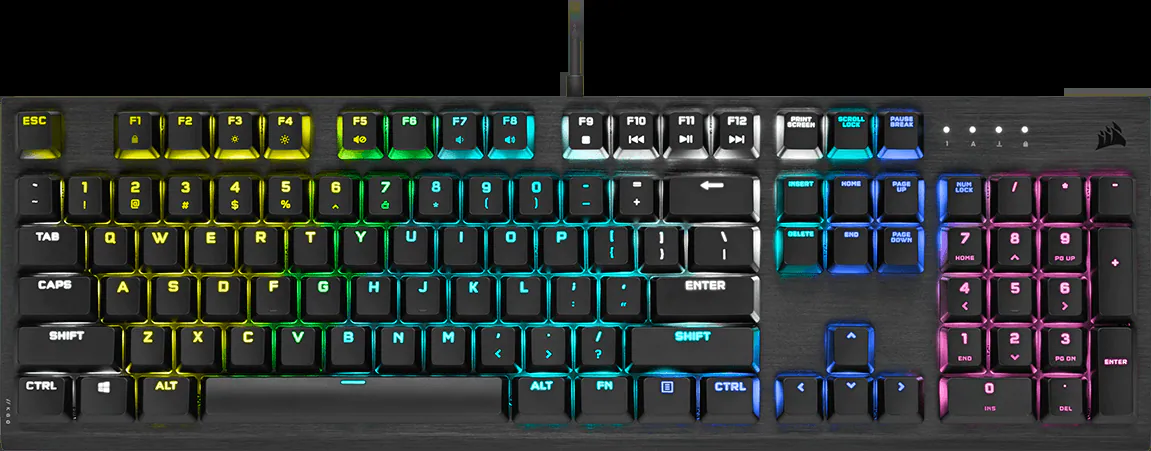 ESC F1 F2 F3 F4 F5 F6 F7 F8 F9 F10 F11 F12 PRINT SCREEN SCROLL LOCK PAUSE BREAK
1 A
~ 1 2 3 4 5 6 7 8 9 0 - = INSERT HOME PAGE UP NUM LOCK / * -
~ ! @ # $ % ^ & * ( ) _ +
TAB Q W E R T Y U I O P [ ] \ DELETE END PAGE DOWN 7 8 9 +
{ } | HOME PG UP
CAPS A S D F G H J K L ; ' ENTER 4 5 6
: "
SHIFT Z X C V B N M , . / SHIFT 1 2 3 ENTER
< > ? END PG DN
CTRL ALT ALT FN CTRL 0 .
INS DEL
K60